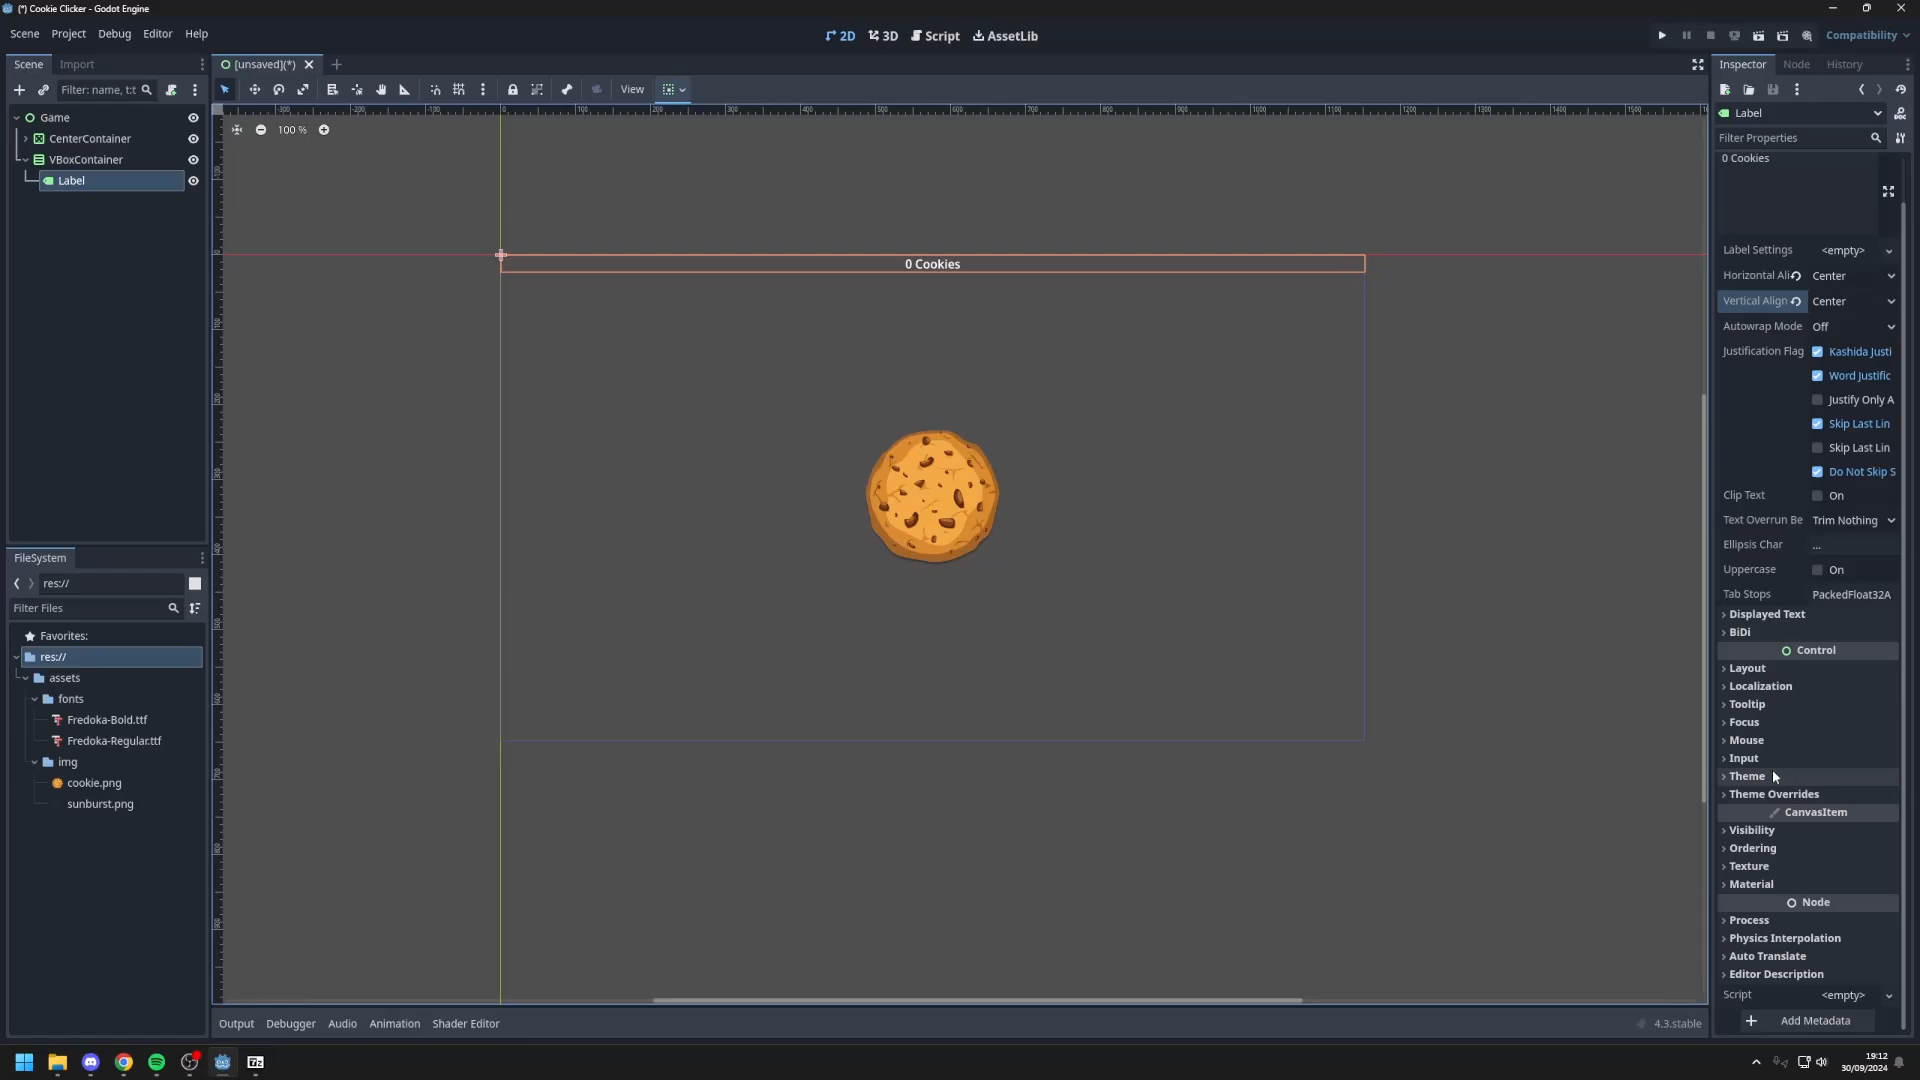 (*) Cookie Clicker - Godot Engine
Scene Project Debug Editor Help
2D 3D Script AssetLib
Compatibility
Scene Import
[unsaved](*)
Inspector Node History
Filter: name, t:t
View
Label
Filter Properties
Game
CenterContainer
VBoxContainer
Label
100 %
0 Cookies
0 Cookies
Label Settings <empty>
Horizontal Ali Center
Vertical Align Center
Autowrap Mode Off
Justification Flag Kashida Justi
Word Justific
Justify Only A
Skip Last Lin
Skip Last Lin
Do Not Skip S
Clip Text On
Text Overrun Be Trim Nothing
Ellipsis Char ...
Uppercase On
Tab Stops PackedFloat32A
Displayed Text
BiDi
Control
Layout
Localization
Tooltip
Focus
Mouse
Input
Theme
Theme Overrides
CanvasItem
Visibility
Ordering
Texture
Material
Node
Process
Physics Interpolation
Auto Translate
Editor Description
Script <empty>
Add Metadata
FileSystem
res://
Filter Files
Favorites:
res://
assets
fonts
Fredoka-Bold.ttf
Fredoka-Regular.ttf
img
cookie.png
sunburst.png
Output Debugger Audio Animation Shader Editor
4.3.stable
19:12
30/09/2024